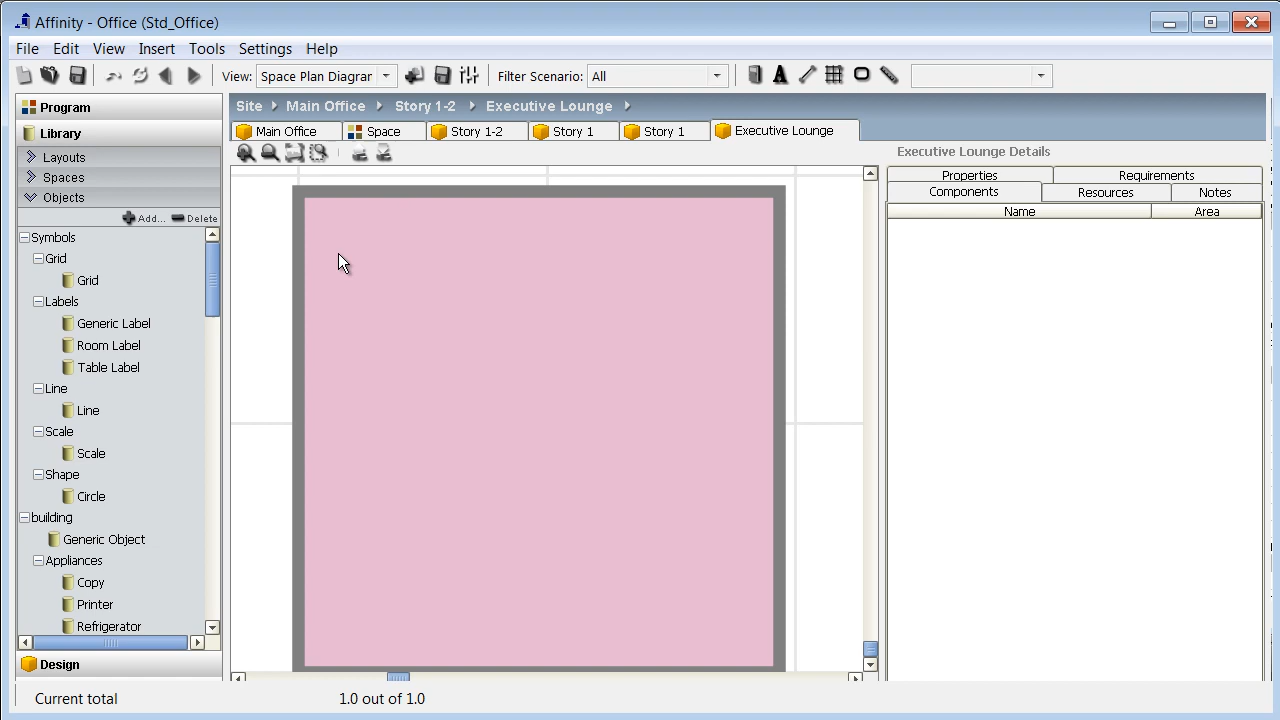 Affinity - Office (Std_Office)
File Edit View Insert Tools Settings Help
View: Space Plan Diagrar Filter Scenario: All
Program
Library
Layouts
Spaces
Objects
Add... Delete
Symbols
Grid
Grid
Labels
Generic Label
Room Label
Table Label
Line
Line
Scale
Scale
Shape
Circle
building
Generic Object
Appliances
Copy
Printer
Refrigerator
Design
Site Main Office Story 1-2 Executive Lounge
Main Office Space Story 1-2 Story 1 Story 1 Executive Lounge
Executive Lounge Details
Properties Requirements
Components Resources Notes
Name Area
Current total 1.0 out of 1.0